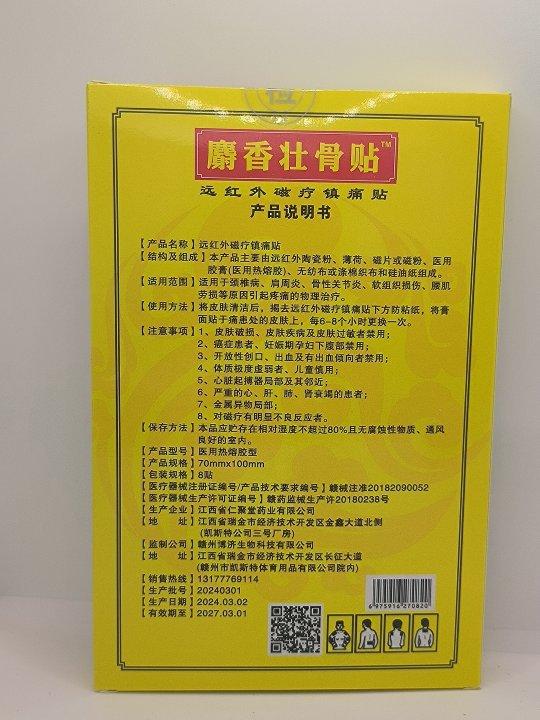 检
麝香壮骨贴™
远红外磁疗镇痛贴
产品说明书
【产品名称】远红外磁疗镇痛贴
【结构及组成】本产品主要由远红外陶瓷粉、薄荷、磁片或磁粉、医用
胶膏(医用热熔胶)、无纺布或涤棉织布和硅油纸组成。
【适用范围】适用于颈椎病、肩周炎、骨性关节炎、软组织损伤、腰肌
劳损等原因引起疼痛的物理治疗。
【使用方法】将皮肤清洁后，揭去远红外磁疗镇痛贴下方防粘纸，将膏
面贴于痛患处的皮肤上，每6-8个小时更换一次。
【注意事项】1、皮肤破损、皮肤疾病及皮肤过敏者禁用；
2、癌症患者、妊娠期孕妇下腹部禁用；
3、开放性创口、出血及有出血倾向者禁用；
4、体质极度虚弱者、儿童慎用；
5、心脏起搏器局部及其邻近；
6、严重的心、肝、肺、肾衰竭的患者；
7、金属异物局部；
8、对磁疗有明显不良反应者。
【保存方法】本品应贮存在相对湿度不超过80%且无腐蚀性物质、通风
良好的室内。
【产品型号】医用热熔胶型
【产品规格】70mmx100mm
【包装规格】8贴
【医疗器械注册证编号/产品技术要求编号】赣械注准20182090052
【医疗器械生产许可证编号】赣药监械生产许20180238号
【生产企业】江西省仁聚堂药业有限公司
【地 址】江西省瑞金市经济技术开发区金鑫大道北侧
(凯斯特公司三号厂房)
【监制公司】赣州博济生物科技有限公司
【地 址】江西省瑞金市经济技术开发区长征大道
(赣州市凯斯特体育用品有限公司院内)
【销售热线】13177769114
【生产批号】20240301
【生产日期】2024.03.02
【有效期至】2027.03.01
6975916270820